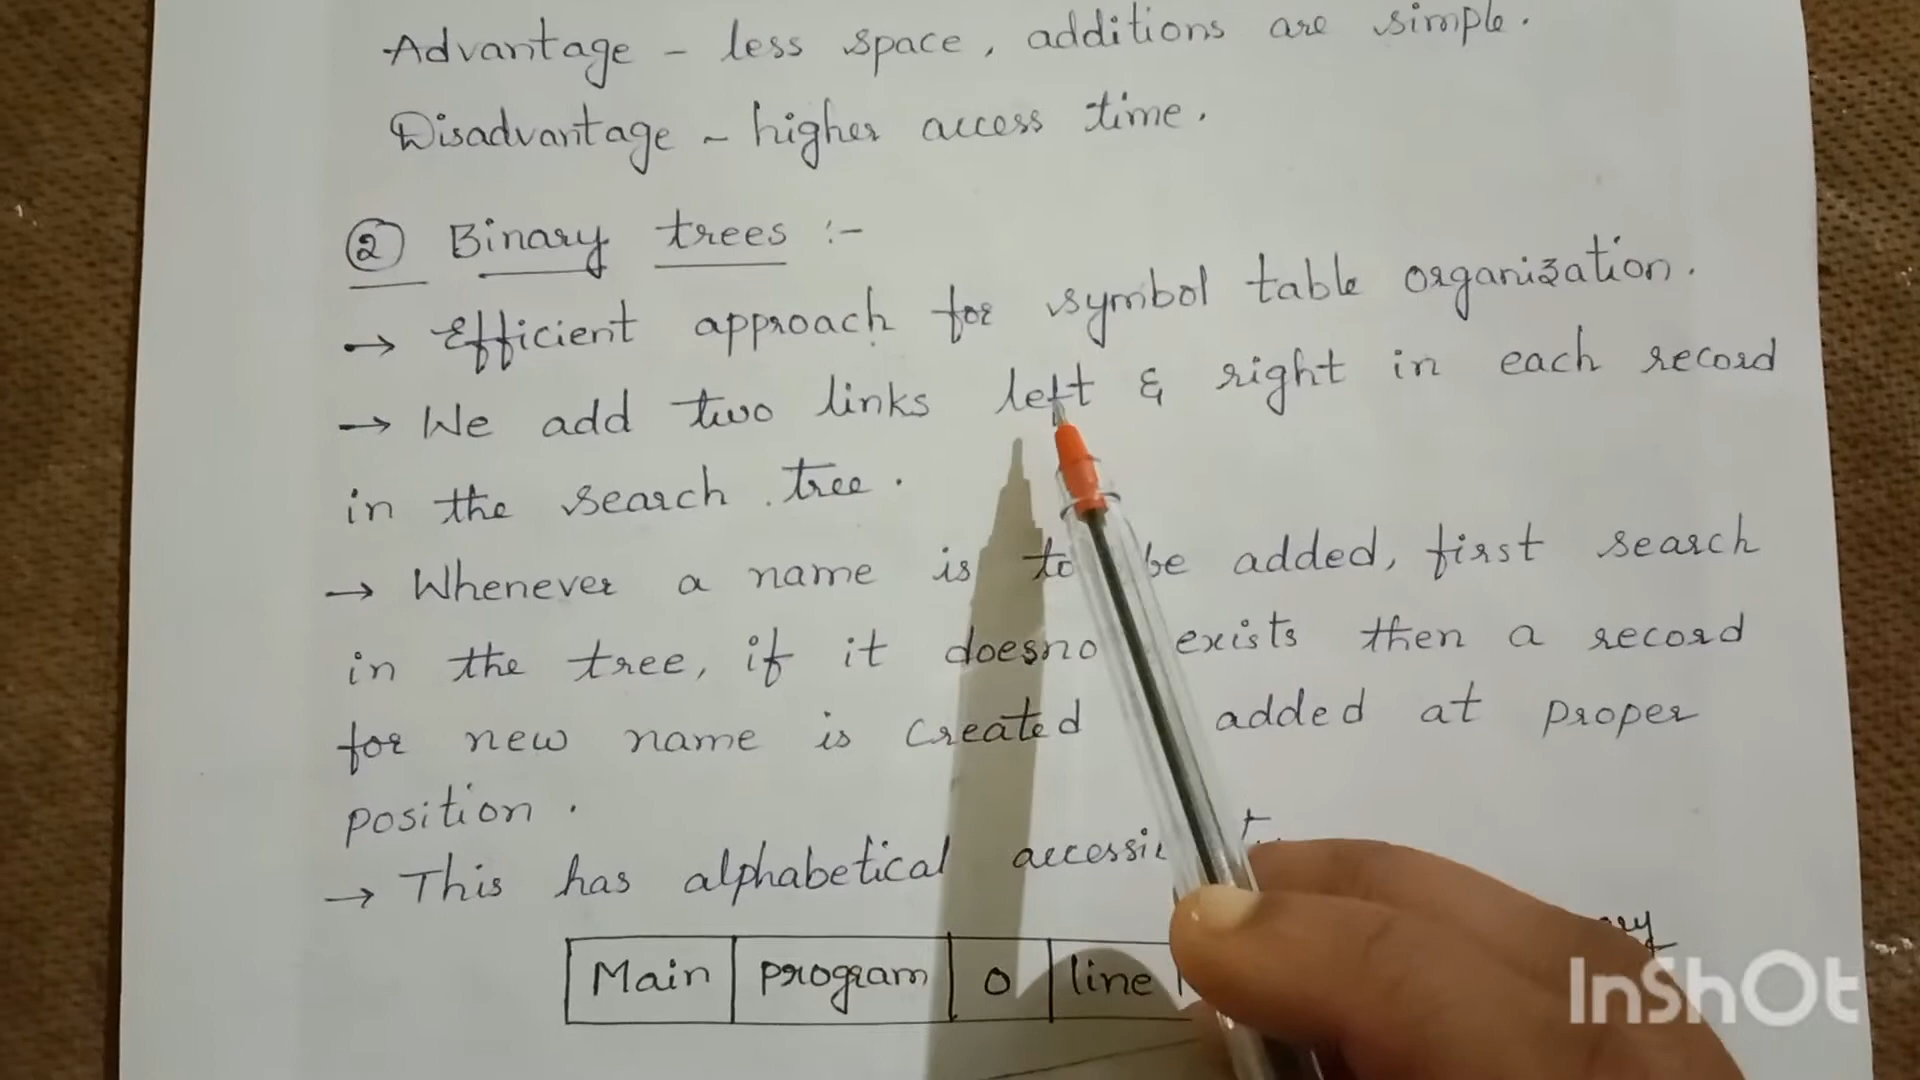 Advantage - less space, additions are simple.
Disadvantage - higher access time.
② Binary trees :-
→ Efficient approach for symbol table organization.
→ We add two links left & right in each record
in the search tree.
→ Whenever a name is to be added, first search
in the tree, if it exists then a record
for new name is created added at proper
position.
→ This has alphabetical
Main program 0 line
InShOt